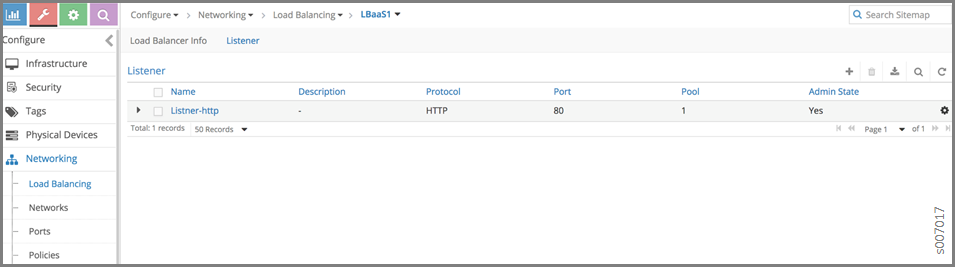 Configure Networking Load Balancing LBaaS1 Search Sitemap
Configure
Load Balancer Info Listener
Infrastructure
Security
Tags
Physical Devices
Networking
Load Balancing
Networks
Ports
Policies
Listener
Name Description Protocol Port Pool Admin State
Listner-http - HTTP 80 1 Yes
Total: 1 records 50 Records Page 1 of 1
s007017